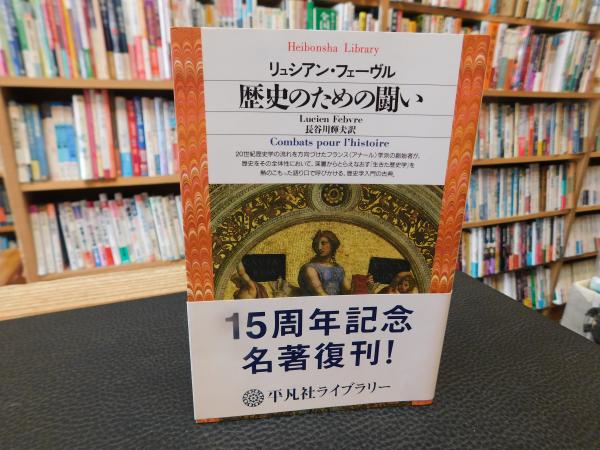 Heibonsha Library
リュシアン・フェーヴル
歴史のための闘い
Lucien Febvre
長谷川輝夫訳
Combats pour l'histoire
20世紀歴史学の流れを方向づけたフランス〈アナール〉学派の創始者が、
歴史をその全体性において、深層からとらえなおす「生きた歴史学」を
熱のこもった語り口で呼びかける、歴史学入門の古典。
15周年記念
名著復刊!
平凡社ライブラリー